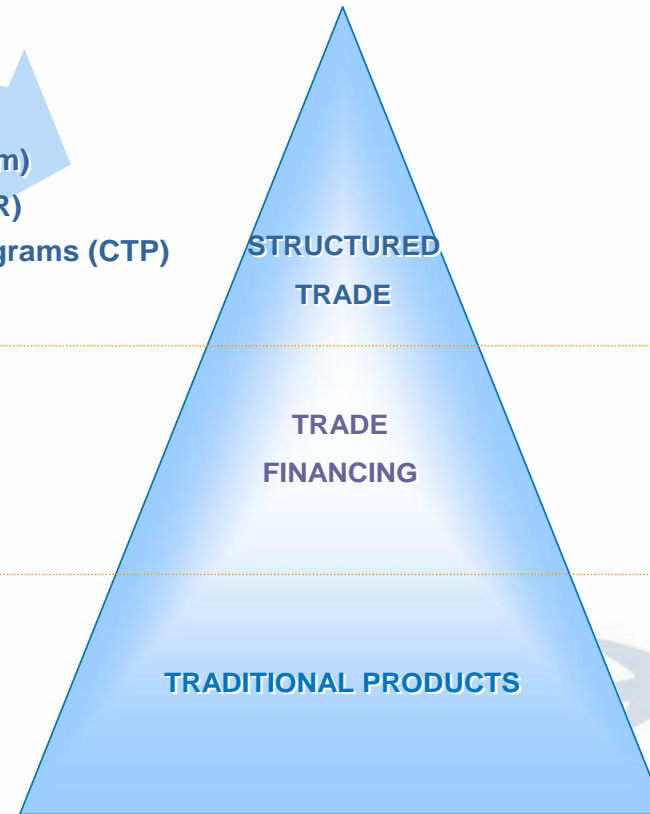 m)
R)
grams (CTP)
STRUCTURED
TRADE
TRADE
FINANCING
TRADITIONAL PRODUCTS